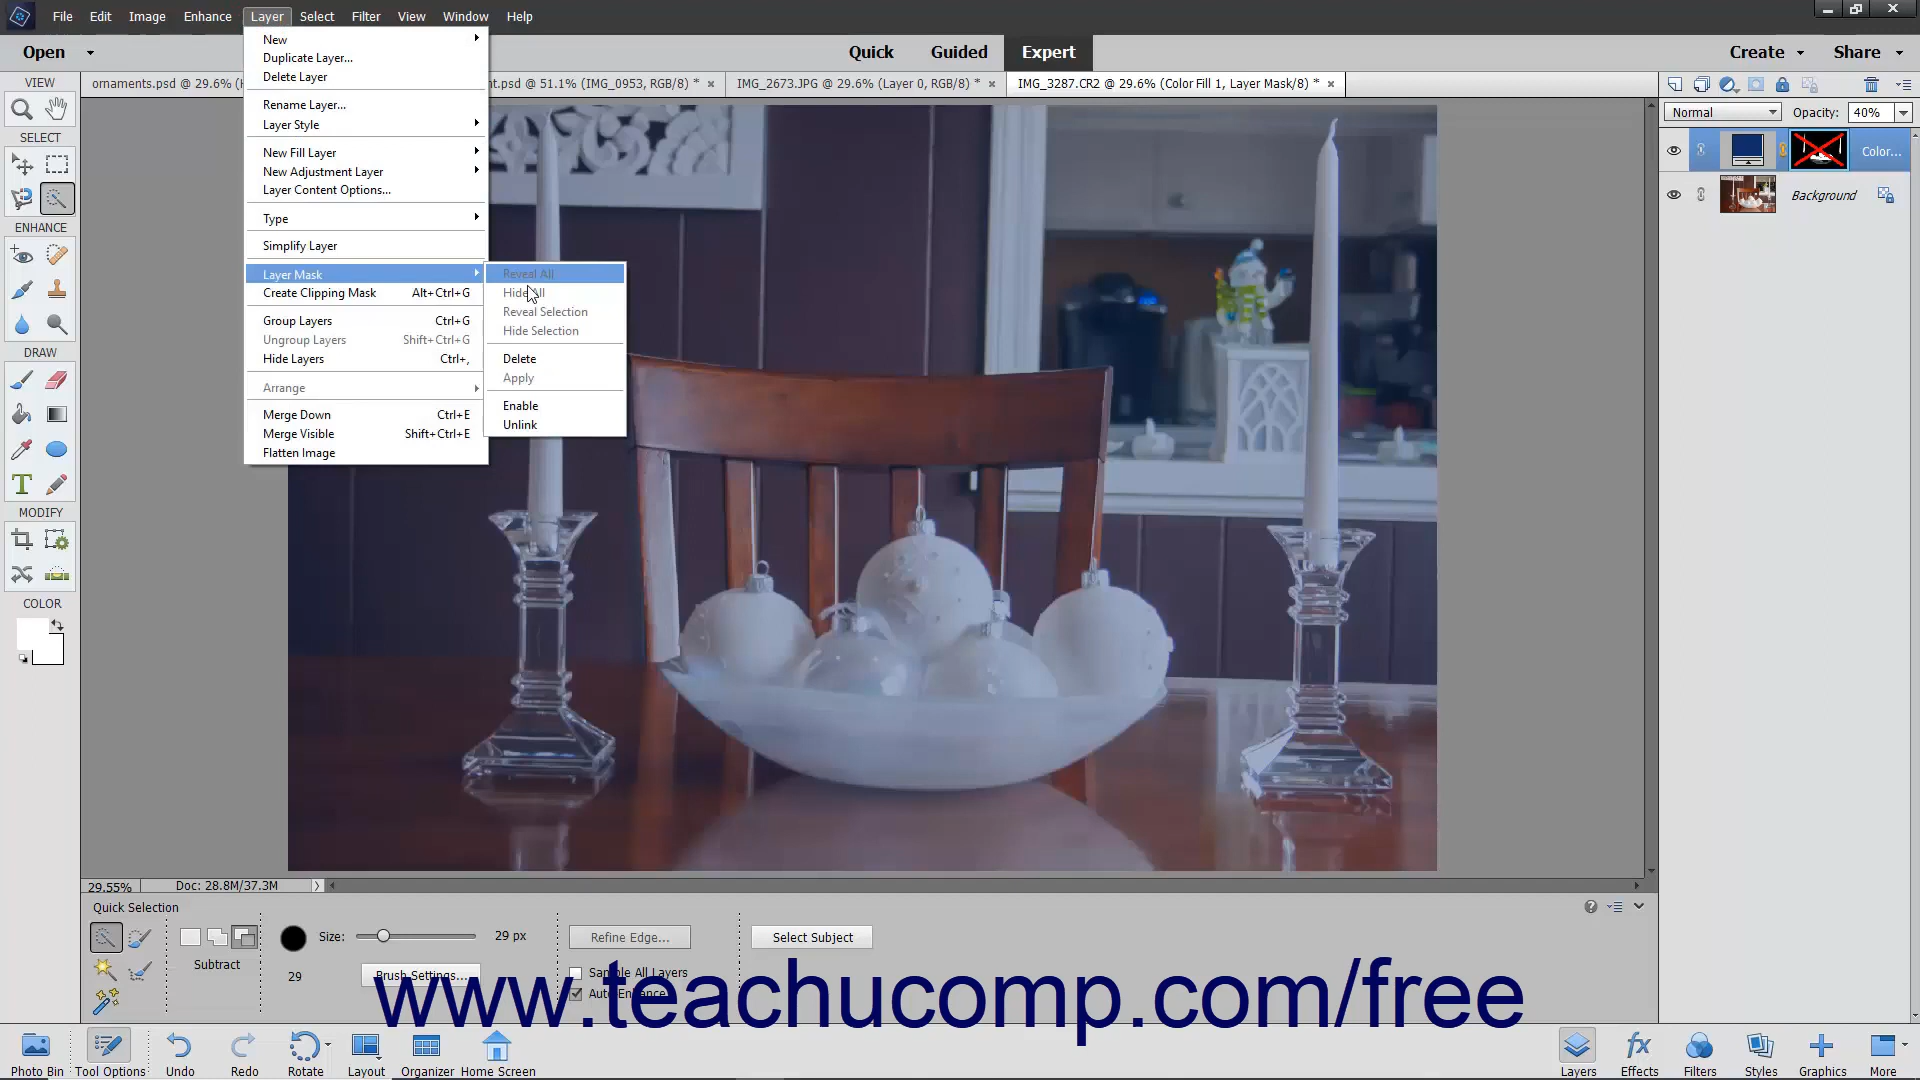 File Edit Image Enhance Layer Select Filter View Window Help
Open
Quick Guided Expert
Create Share
ornaments.psd @ 29.6%
nt.psd @ 51.1% (IMG_0953, RGB/8) * ×
IMG_2673.JPG @ 29.6% (Layer 0, RGB/8) * ×
IMG_3287.CR2 @ 29.6% (Color Fill 1, Layer Mask/8) * ×
VIEW
SELECT
ENHANCE
DRAW
MODIFY
COLOR
New
Duplicate Layer...
Delete Layer
Rename Layer...
Layer Style
New Fill Layer
New Adjustment Layer
Layer Content Options...
Type
Simplify Layer
Layer Mask
Create Clipping Mask Alt+Ctrl+G
Group Layers Ctrl+G
Ungroup Layers Shift+Ctrl+G
Hide Layers Ctrl+,
Arrange
Merge Down Ctrl+E
Merge Visible Shift+Ctrl+E
Flatten Image
Reveal All
Hide All
Reveal Selection
Hide Selection
Delete
Apply
Enable
Unlink
Normal Opacity: 40%
Color...
Background
29.55% Doc: 28.8M/37.3M
Quick Selection
Subtract
Size: 29 px
29
Brush Settings...
Refine Edge...
Sample All Layers
Auto Enhance
Select Subject
www.teachucomp.com/free
Photo Bin Tool Options Undo Redo Rotate Layout Organizer Home Screen
Layers Effects Filters Styles Graphics More